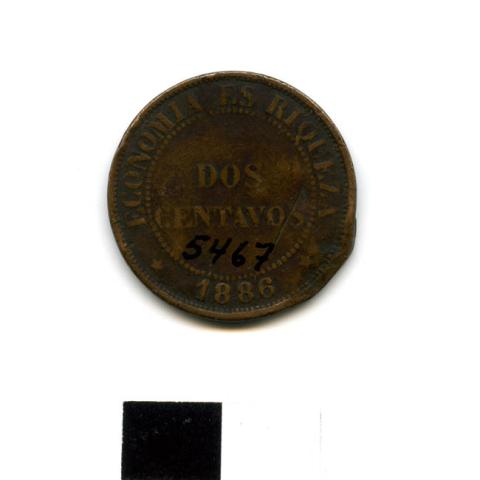 ECONOMIA ES RIQUEZA
DOS
CENTAVOS
5467
1886